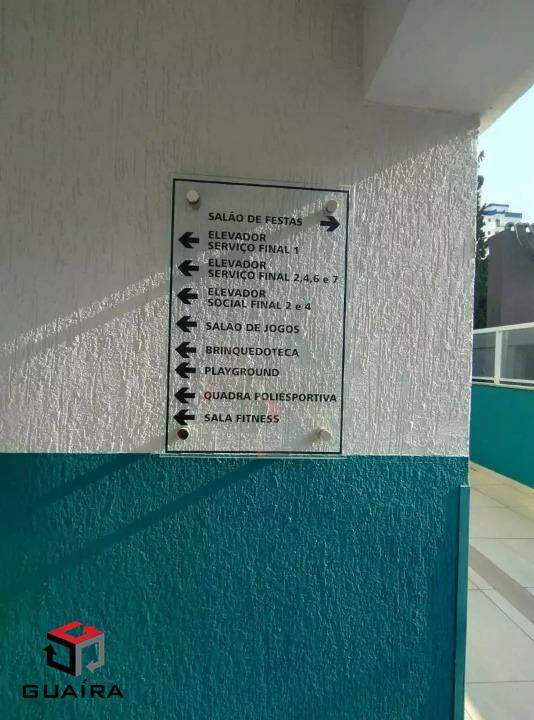 SALÃO DE FESTAS
ELEVADOR
SERVIÇO FINAL 1
ELEVADOR
SERVIÇO FINAL 2,4,6 e 7
ELEVADOR
SOCIAL FINAL 2 e 4
SALÃO DE JOGOS
BRINQUEDOTECA
PLAYGROUND
QUADRA POLIESPORTIVA
SALA FITNESS
GUAÍRA